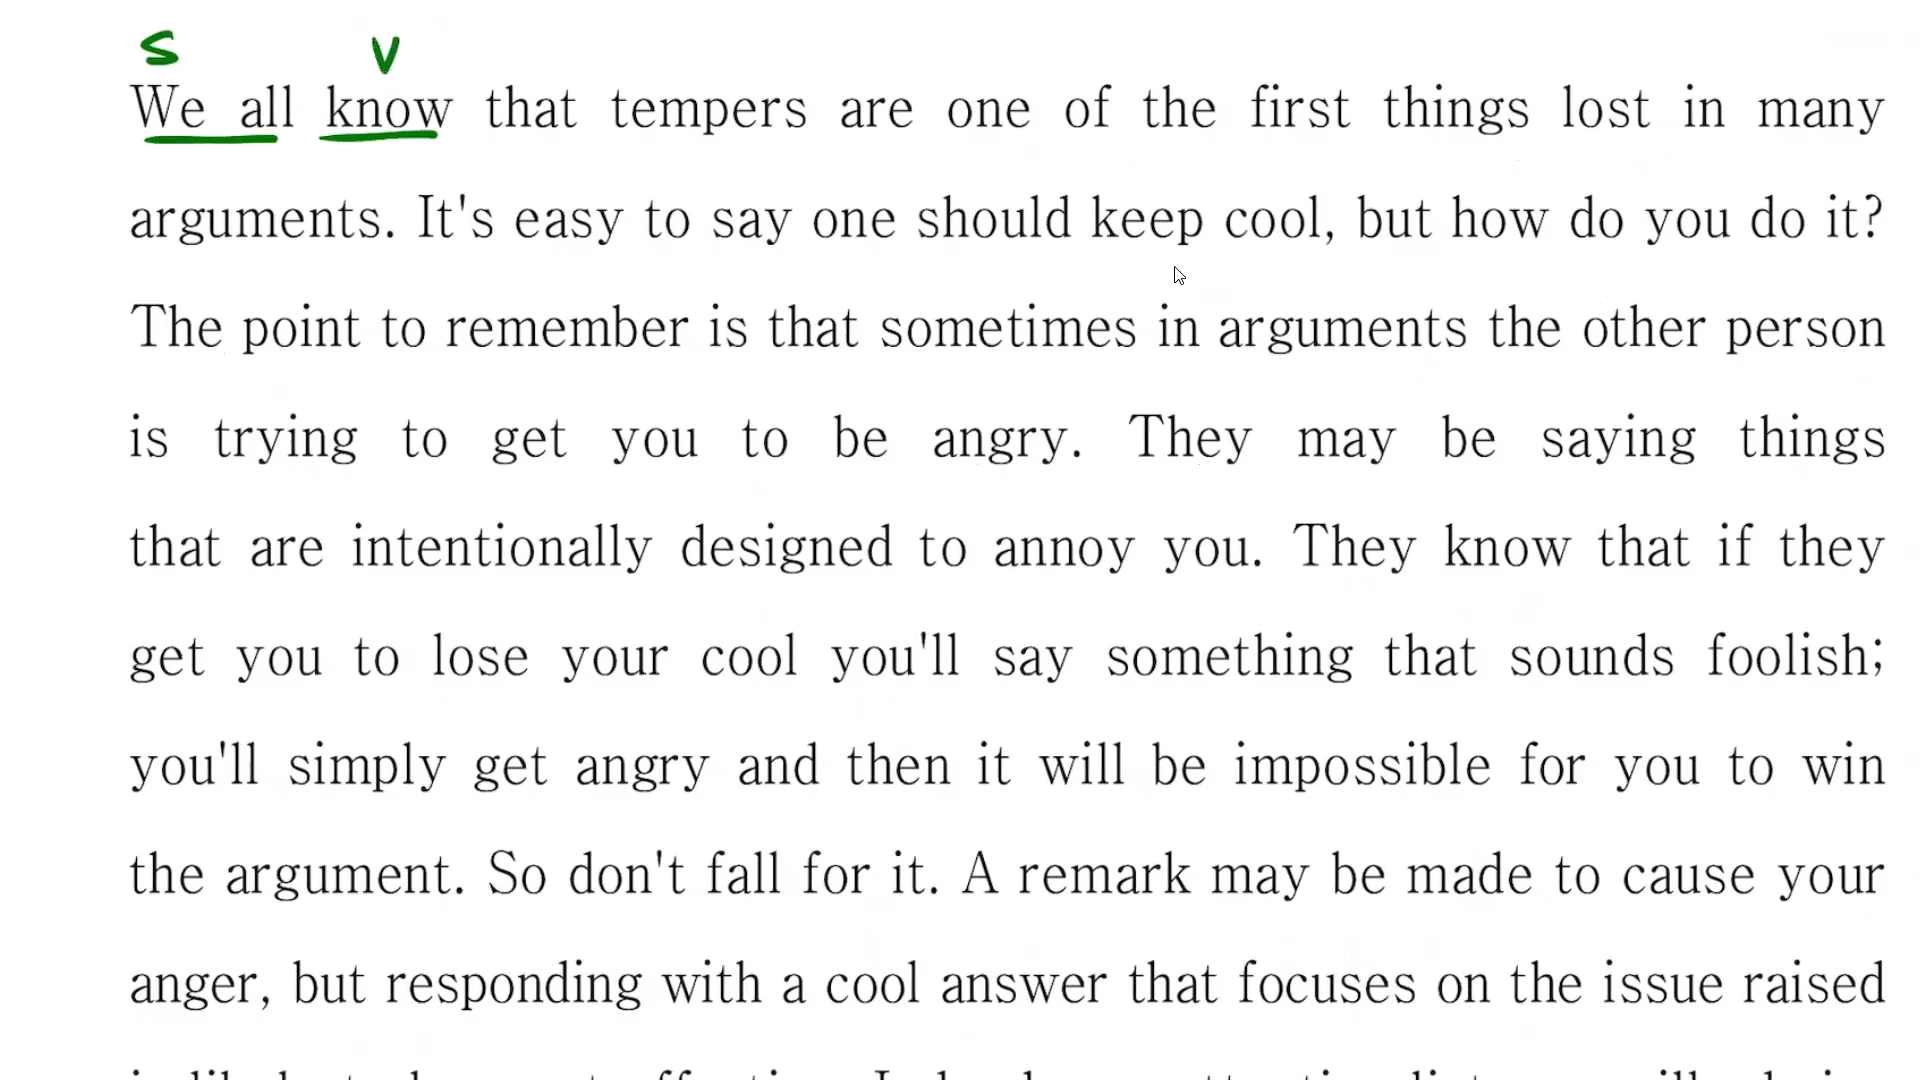 S V
We all know that tempers are one of the first things lost in many
arguments. It's easy to say one should keep cool, but how do you do it?
The point to remember is that sometimes in arguments the other person
is trying to get you to be angry. They may be saying things
that are intentionally designed to annoy you. They know that if they
get you to lose your cool you'll say something that sounds foolish;
you'll simply get angry and then it will be impossible for you to win
the argument. So don't fall for it. A remark may be made to cause your
anger, but responding with a cool answer that focuses on the issue raised